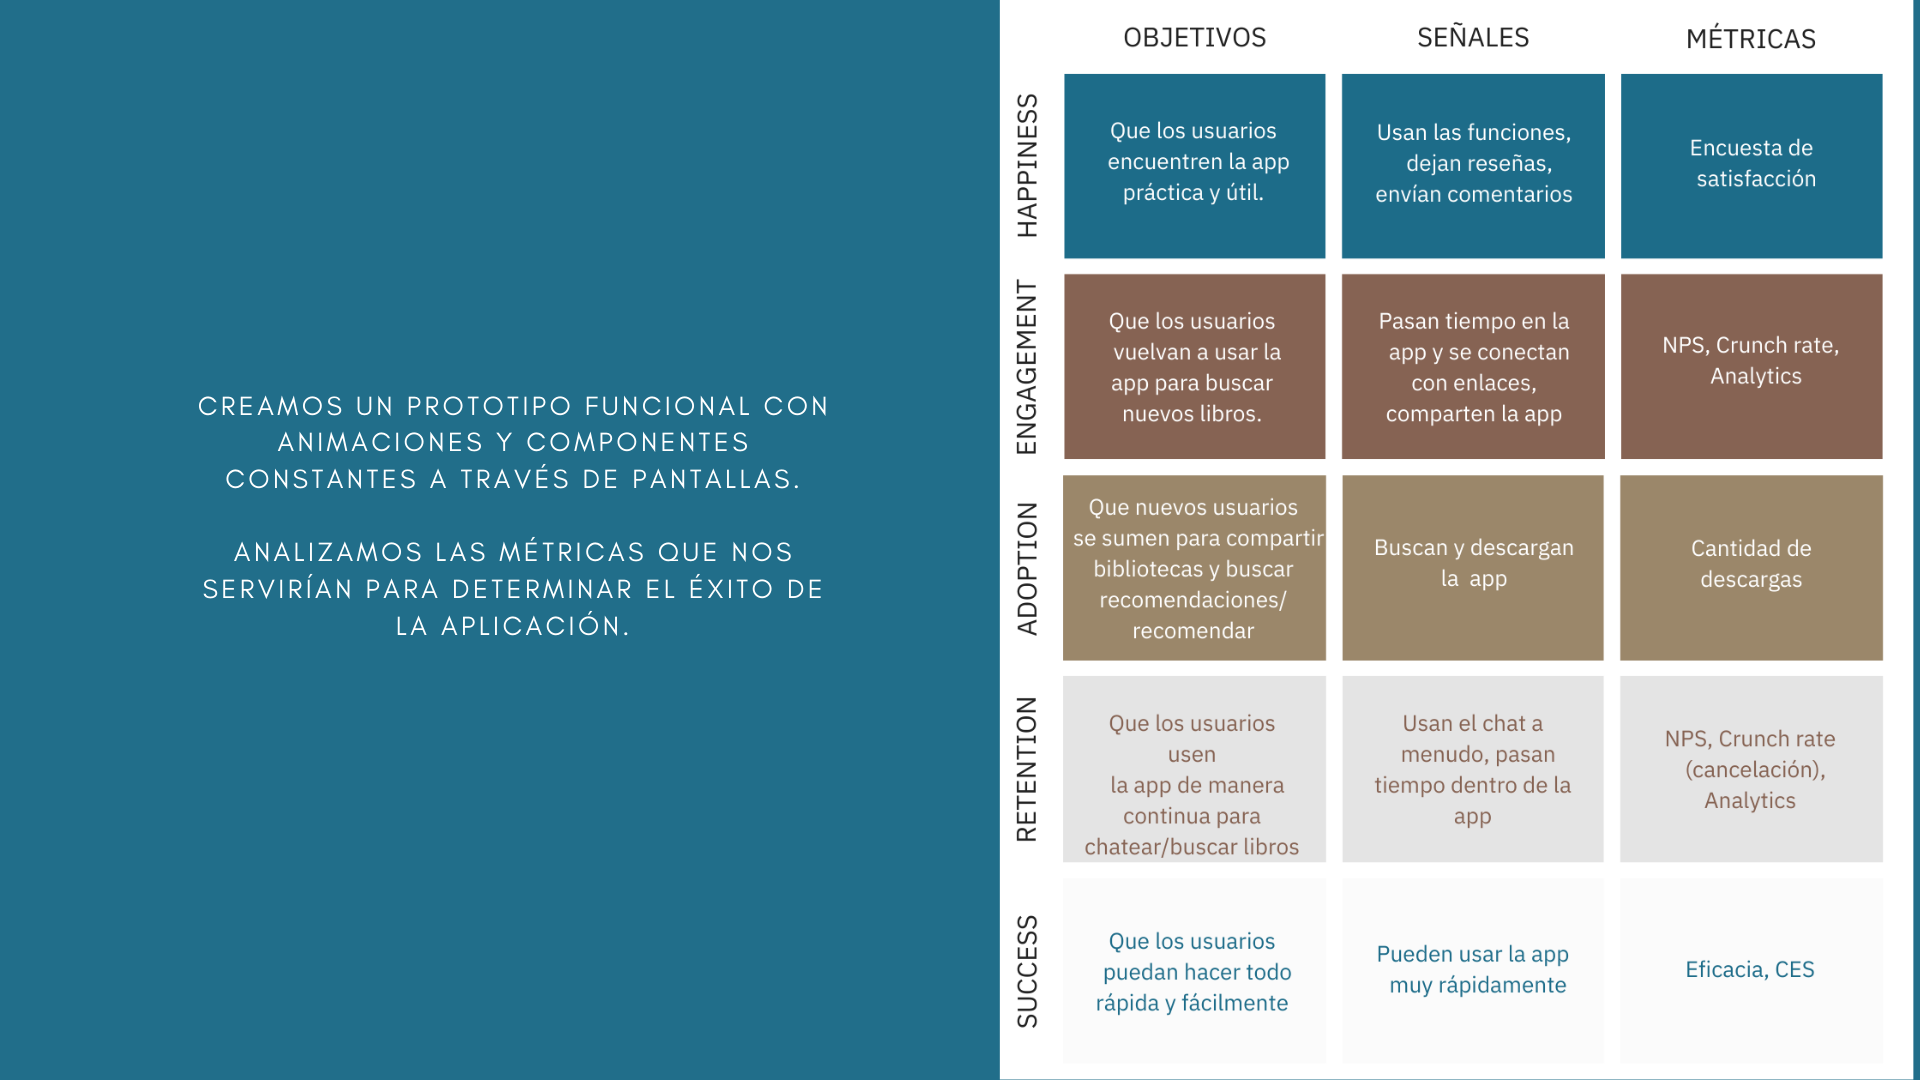 CREAMOS UN PROTOTIPO FUNCIONAL CON
ANIMACIONES Y COMPONENTES
CONSTANTES A TRAVÉS DE PANTALLAS.
ANALIZAMOS LAS MÉTRICAS QUE NOS
SERVIRÍAN PARA DETERMINAR EL ÉXITO DE
LA APLICACIÓN.
OBJETIVOS
SEÑALES
MÉTRICAS
HAPPINESS
Que los usuarios
encuentren la app
práctica y útil.
Usan las funciones,
dejan reseñas,
envían comentarios
Encuesta de
satisfacción
ENGAGEMENT
Que los usuarios
vuelvan a usar la
app para buscar
nuevos libros.
Pasan tiempo en la
app y se conectan
con enlaces,
comparten la app
NPS, Crunch rate,
Analytics
ADOPTION
Que nuevos usuarios
se sumen para compartir
bibliotecas y buscar
recomendaciones/
recomendar
Buscan y descargan
la app
Cantidad de
descargas
RETENTION
Que los usuarios
usen
la app de manera
continua para
chatear/buscar libros
Usan el chat a
menudo, pasan
tiempo dentro de la
app
NPS, Crunch rate
(cancelación),
Analytics
SUCCESS
Que los usuarios
puedan hacer todo
rápida y fácilmente
Pueden usar la app
muy rápidamente
Eficacia, CES